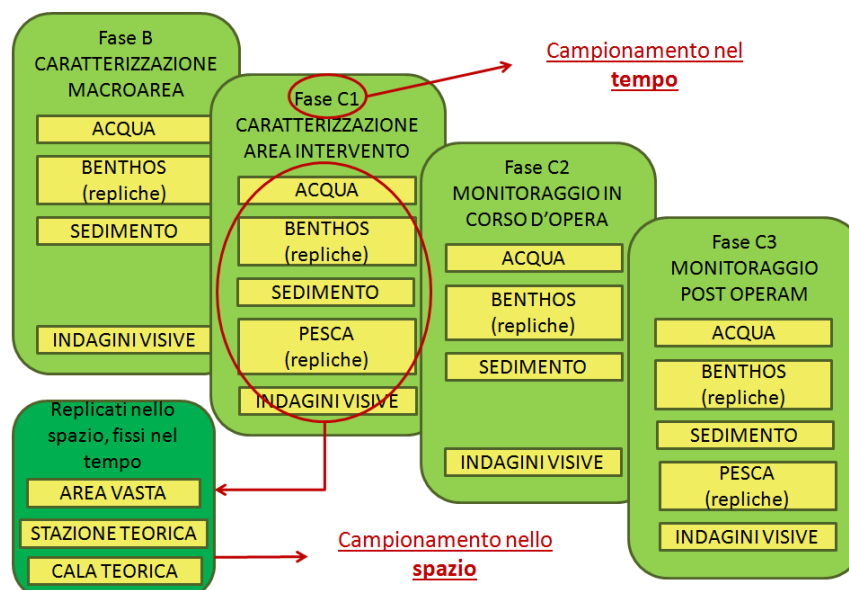 Fase B
CARATTERIZZAZIONE
MACROAREA
ACQUA
BENTHOS
(repliche)
SEDIMENTO
INDAGINI VISIVE
Fase C1
CARATTERIZZAZIONE
AREA INTERVENTO
ACQUA
BENTHOS
(repliche)
SEDIMENTO
PESCA
(repliche)
INDAGINI VISIVE
Campionamento nel
tempo
Fase C2
MONITORAGGIO IN
CORSO D'OPERA
ACQUA
BENTHOS
(repliche)
SEDIMENTO
INDAGINI VISIVE
Fase C3
MONITORAGGIO
POST OPERAM
ACQUA
BENTHOS
(repliche)
SEDIMENTO
PESCA
(repliche)
INDAGINI VISIVE
Replicati nello
spazio, fissi nel
tempo
AREA VASTA
STAZIONE TEORICA
CALA TEORICA
Campionamento nello
spazio